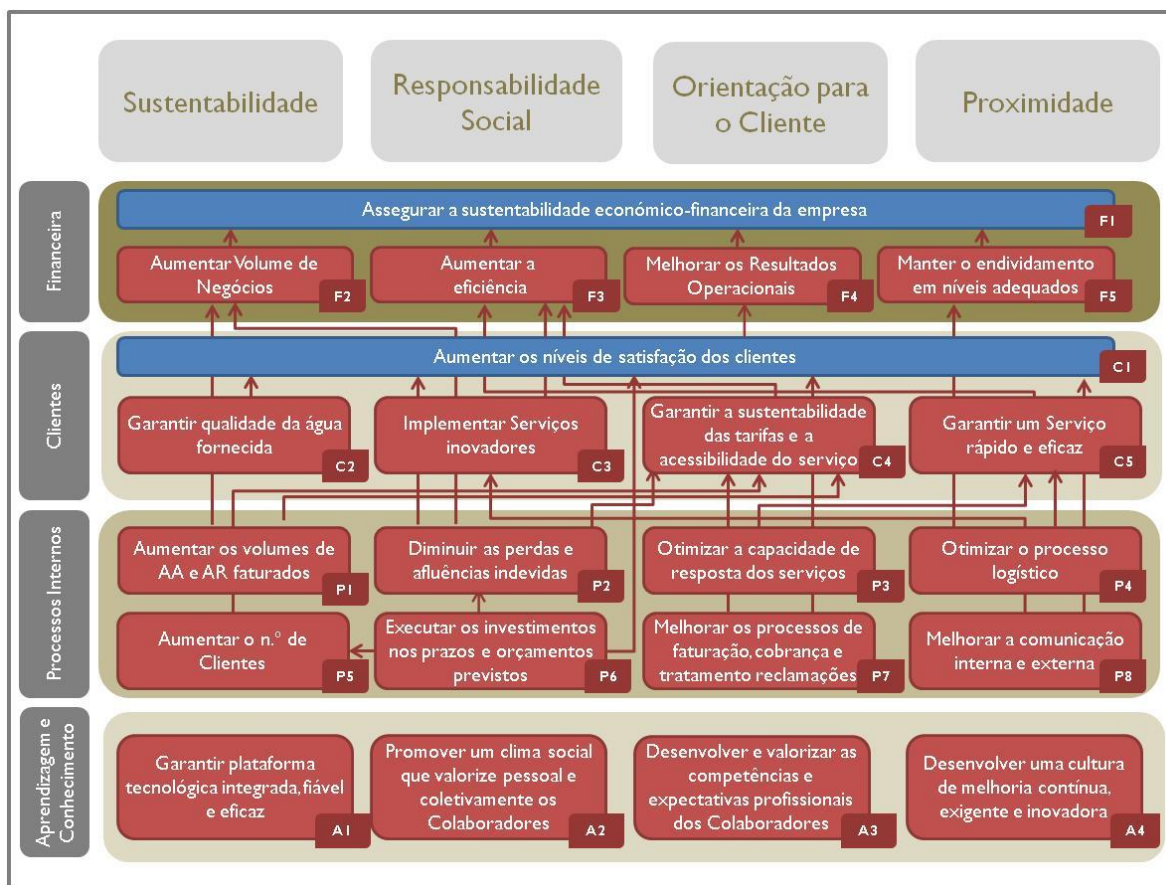 Sustentabilidade
Responsabilidade
Social
Orientação para
o Cliente
Proximidade
Financeira
Assegurar a sustentabilidade económico-financeira da empresa
F1
Aumentar Volume de
Negócios
F2
Aumentar a
eficiência
F3
Melhorar os Resultados
Operacionais
F4
Manter o endividamento
em níveis adequados
F5
Clientes
Aumentar os níveis de satisfação dos clientes
C1
Garantir qualidade da água
fornecida
C2
Implementar Serviços
inovadores
C3
Garantir a sustentabilidade
das tarifas e a
acessibilidade do serviço
C4
Garantir um Serviço
rápido e eficaz
C5
Processos Internos
Aumentar os volumes de
AA e AR faturados
P1
Diminuir as perdas e
afluências indevidas
P2
Otimizar a capacidade de
resposta dos serviços
P3
Otimizar o processo
logístico
P4
Aumentar o n.º de
Clientes
P5
Executar os investimentos
nos prazos e orçamentos
previstos
P6
Melhorar os processos de
faturação, cobrança e
tratamento reclamações
P7
Melhorar a comunicação
interna e externa
P8
Aprendizagem e
Conhecimento
Garantir plataforma
tecnológica integrada, fiável
e eficaz
A1
Promover um clima social
que valorize pessoal e
coletivamente os
Colaboradores
A2
Desenvolver e valorizar as
competências e
expectativas profissionais
dos Colaboradores
A3
Desenvolver uma cultura
de melhoria contínua,
exigente e inovadora
A4